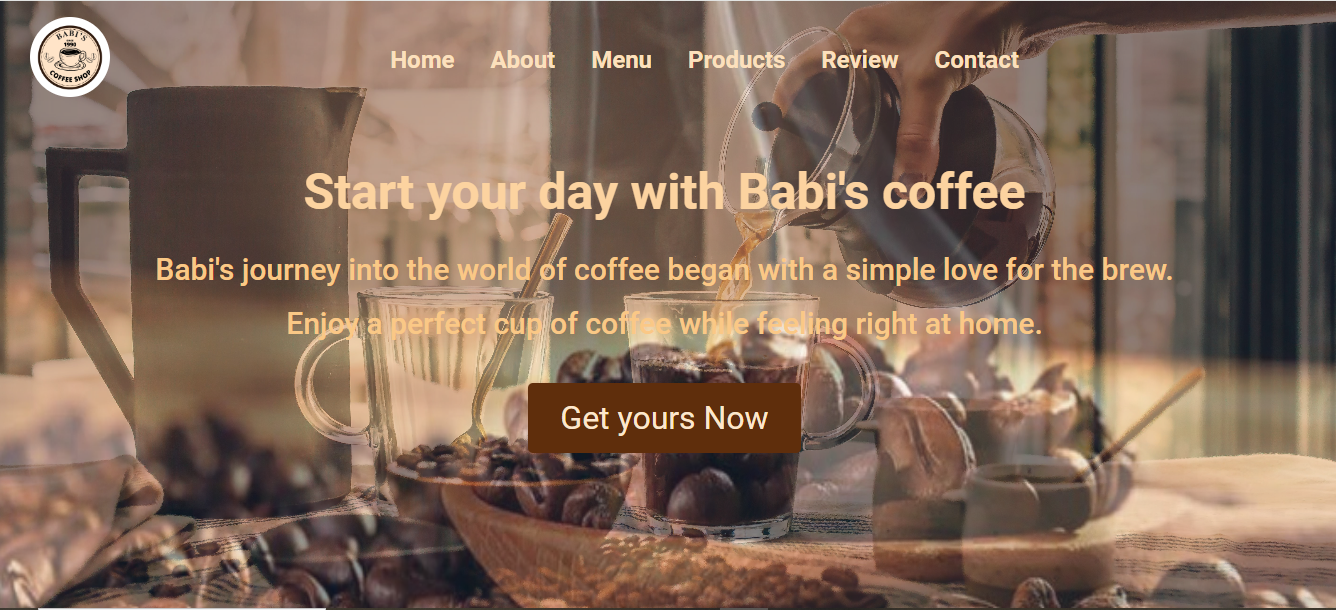 BABI'S
SINCE
1990
COFFEE SHOP
Home About Menu Products Review Contact
Start your day with Babi's coffee
Babi's journey into the world of coffee began with a simple love for the brew.
Enjoy a perfect cup of coffee while feeling right at home.
Get yours Now